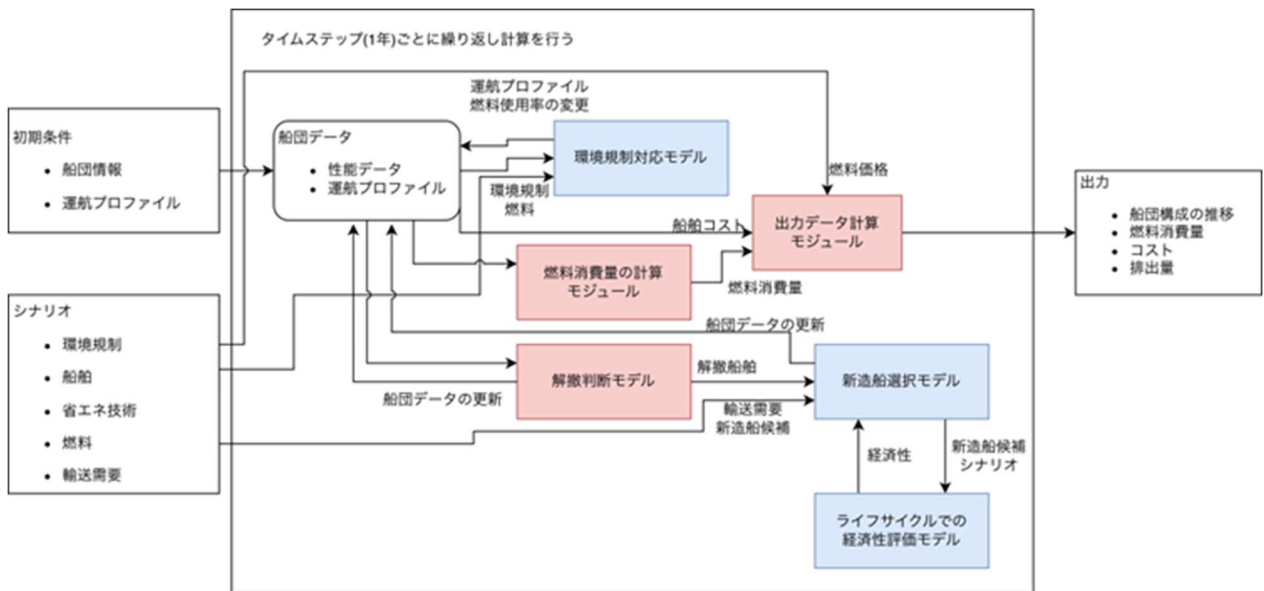 タイムステップ(1年)ごとに繰り返し計算を行う
初期条件
• 船団情報
• 運航プロファイル
シナリオ
• 環境規制
• 船舶
• 省エネ技術
• 燃料
• 輸送需要
船団データ
• 性能データ
• 運航プロファイル
運航プロファイル
燃料使用率の変更
環境規制対応モデル
環境規制
燃料
燃料価格
船舶コスト
出力データ計算
モジュール
燃料消費量の計算
モジュール
燃料消費量
船団データの更新
解撤判断モデル
解撤船舶
船団データの更新
新造船選択モデル
輸送需要
新造船候補
経済性
新造船候補
シナリオ
ライフサイクルでの
経済性評価モデル
出力
• 船団構成の推移
• 燃料消費量
• コスト
• 排出量